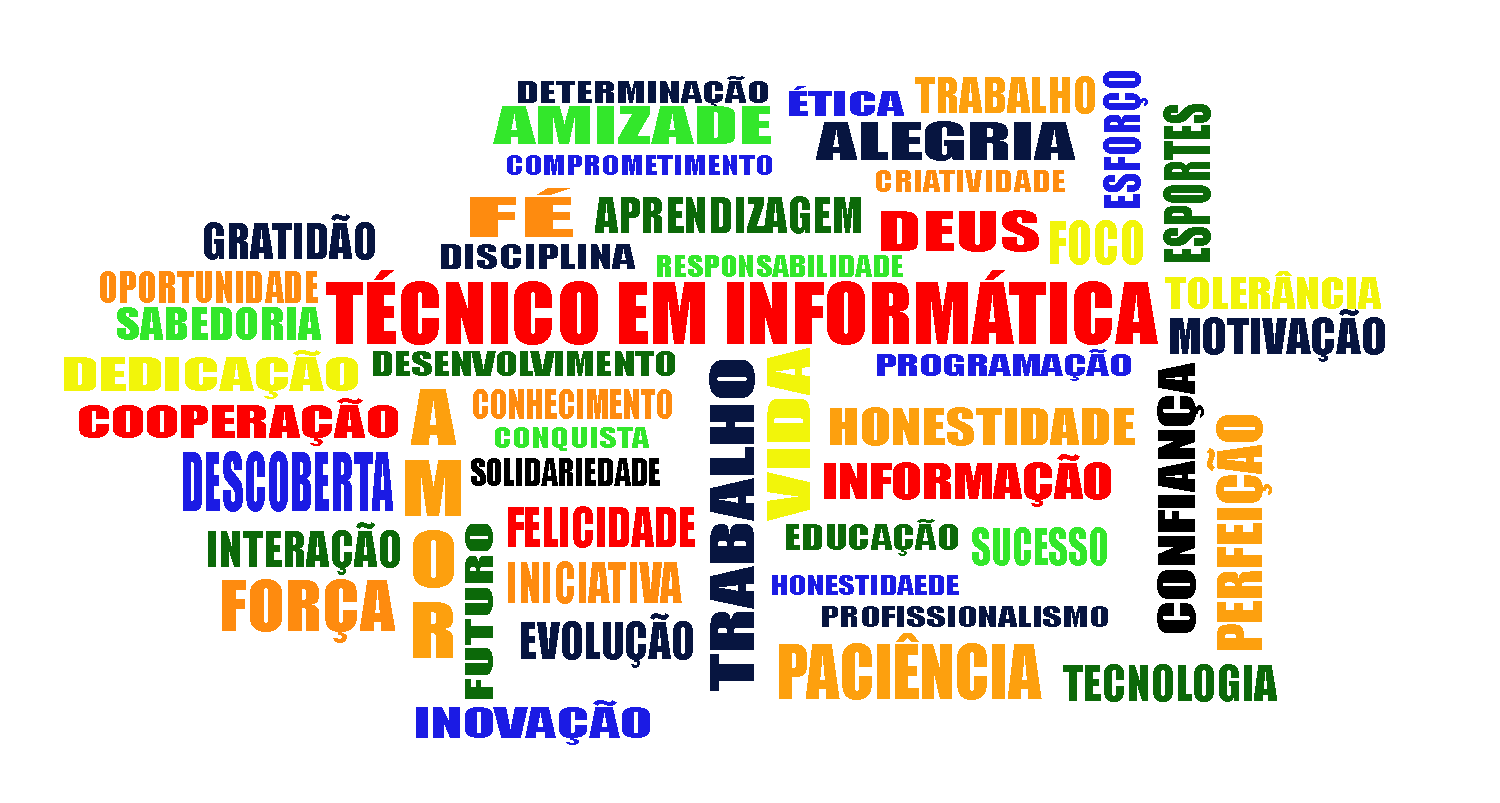 DETERMINAÇÃO
AMIZADE
COMPROMETIMENTO
ÉTICA
TRABALHO
ALEGRIA
CRIATIVIDADE
ESFORÇO
ESPORTES
FÉ
APRENDIZAGEM
DEUS
FOCO
GRATIDÃO
DISCIPLINA
RESPONSABILIDADE
OPORTUNIDADE
SABEDORIA
TÉCNICO EM INFORMÁTICA
TOLERÂNCIA
MOTIVAÇÃO
DEDICAÇÃO
DESENVOLVIMENTO
PROGRAMAÇÃO
COOPERAÇÃO
AMOR
CONHECIMENTO
CONQUISTA
SOLIDARIEDADE
TRABALHO
VIDA
HONESTIDADE
INFORMAÇÃO
CONFIANÇA
PERFEIÇÃO
DESCOBERTA
INTERAÇÃO
FORÇA
FUTURO
FELICIDADE
INICIATIVA
EVOLUÇÃO
EDUCAÇÃO
SUCESSO
HONESTIDAEDE
PROFISSIONALISMO
PACIÊNCIA
TECNOLOGIA
INOVAÇÃO